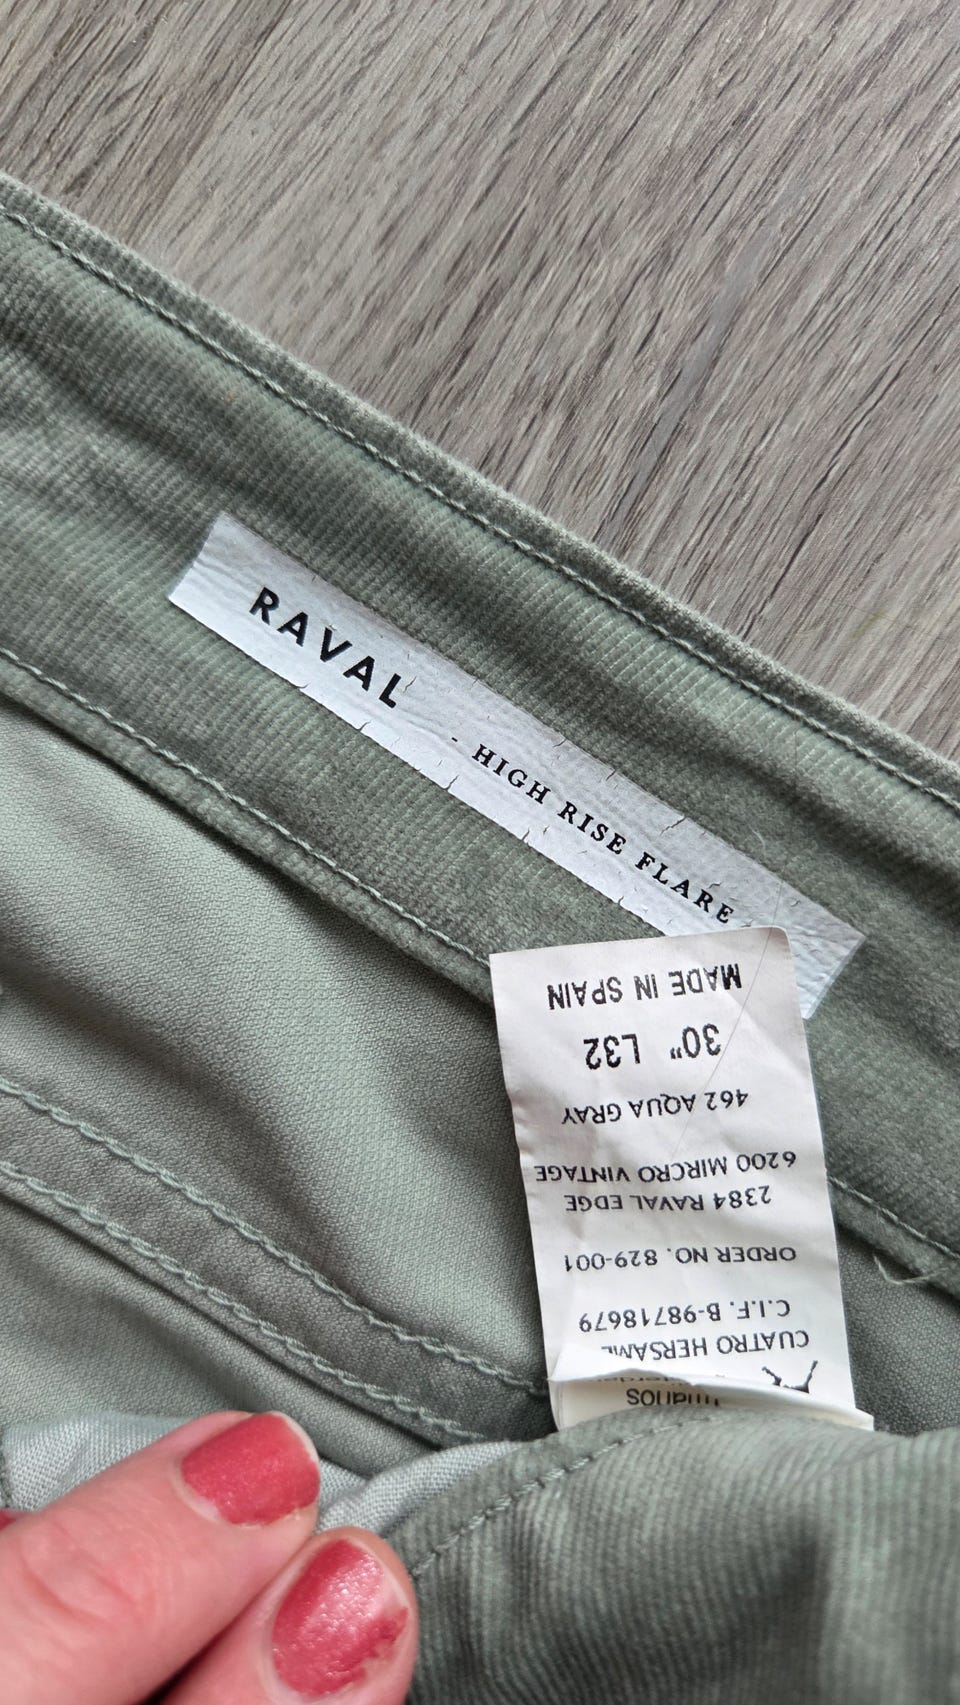 RAVAL - HIGH RISE FLARE
CUATRO HERSAME
C.I.F. B-98718679
ORDER NO. 829-001
2384 RAVAL EDGE
6200 MIRCRO VINTAGE
462 AQUA GRAY
30" L32
MADE IN SPAIN